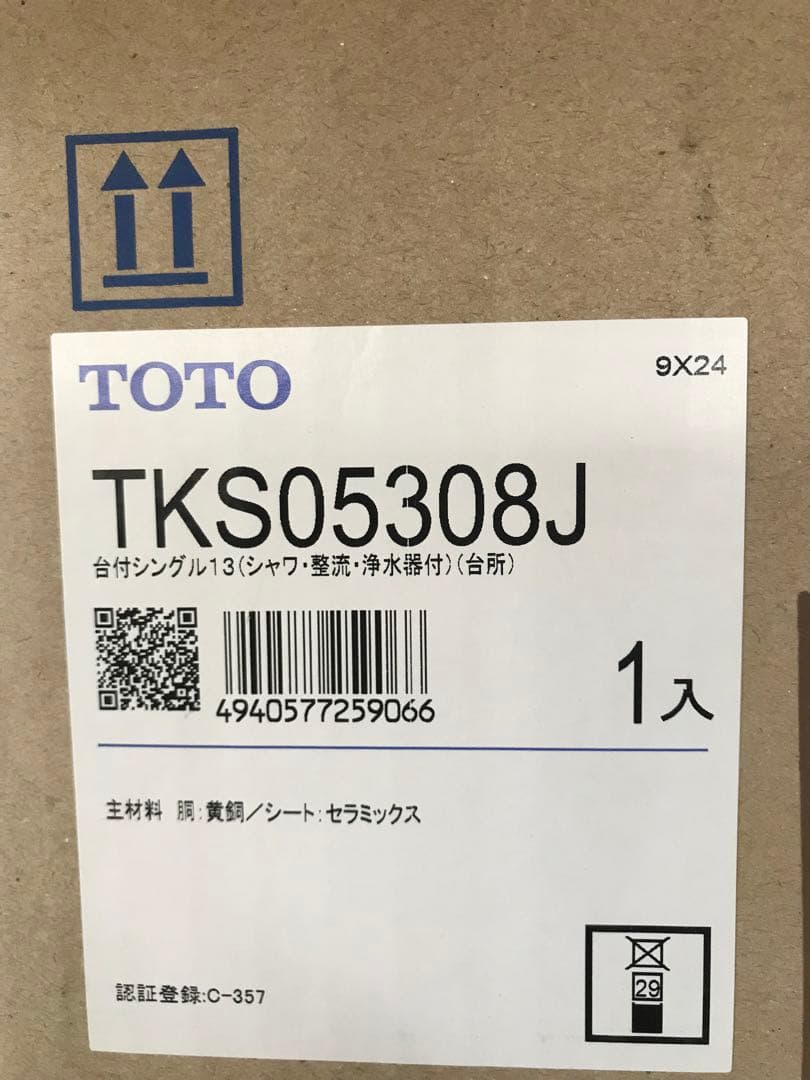 TOTO
9X24
TKS05308J
台付シングル13(シャワ・整流・浄水器付)(台所)
4940577259066
1入
主材料 胴:黄銅/シート:セラミックス
認証登録:C-357
29